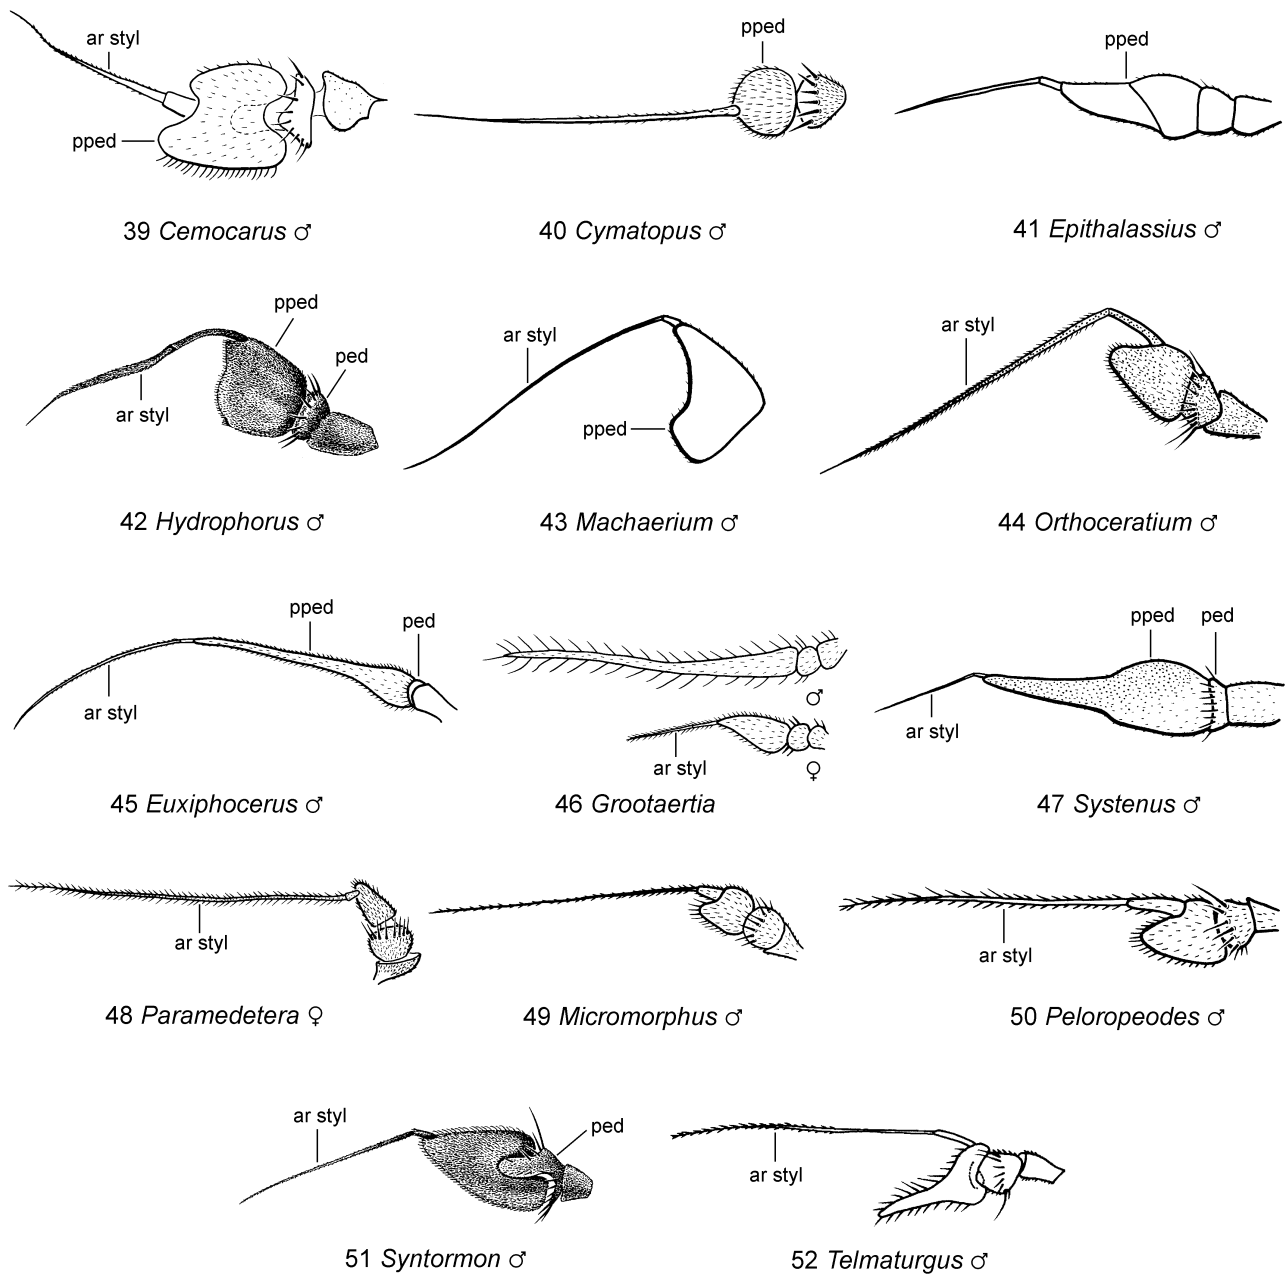 ar styl
pped
39 Cemocarus ♂
pped
40 Cymatopus ♂
pped
41 Epithalassius ♂
pped
ped
ar styl
42 Hydrophorus ♂
ar styl
pped
43 Machaerium ♂
ar styl
44 Orthoceratium ♂
pped
ped
ar styl
45 Euxiphocerus ♂
♂
ar styl
♀
46 Grootaertia
pped
ped
ar styl
47 Systenus ♂
ar styl
48 Paramedetera ♀
49 Micromorphus ♂
ar styl
50 Peloropeodes ♂
ar styl
ped
51 Syntormon ♂
ar styl
52 Telmaturgus ♂